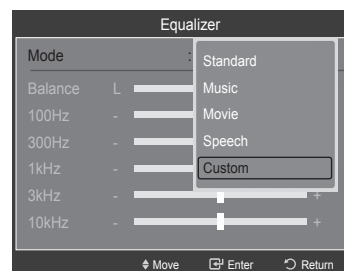 Equalizer
Mode : Standard
Balance L Music
100Hz - Movie
300Hz - Speech
1kHz - Custom
3kHz - +
10kHz - +
Move Enter Return